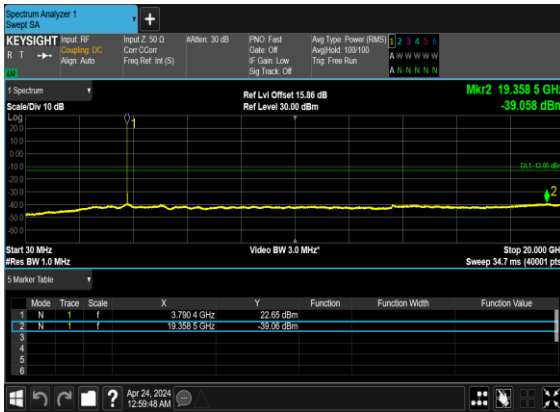 Spectrum Analyzer 1
Swept SA
KEYSIGHT
R T
Input: RF
Coupling: DC
Align: Auto
Input Z: 50 Ω
Corr CCorr
Freq Ref: Int (S)
#Atten: 30 dB
PNO: Fast
Gate: Off
IF Gain: Low
Sig Track: Off
Avg Type: Power (RMS)
Avg|Hold: 100/100
Trig: Free Run
1 2 3 4 5 6
A W W W W W
A N N N N N
1 Spectrum
Scale/Div 10 dB
Ref Lvl Offset 15.86 dB
Ref Level 30.00 dBm
Mkr2 19.358 5 GHz
-39.058 dBm
Log
20.0
10.0
0.00
-10.0
-20.0
-30.0
-40.0
-50.0
-60.0
1
DL1 -13.00 dBm
2
Start 30 MHz
#Res BW 1.0 MHz
Video BW 3.0 MHz*
Stop 20.000 GHz
Sweep 34.7 ms (40001 pts)
5 Marker Table
Mode Trace Scale X Y Function Function Width Function Value
1 N 1 f 3.790 4 GHz 22.65 dBm
2 N 1 f 19.358 5 GHz -39.06 dBm
3
4
5
6
Apr 24, 2024
12:59:48 AM